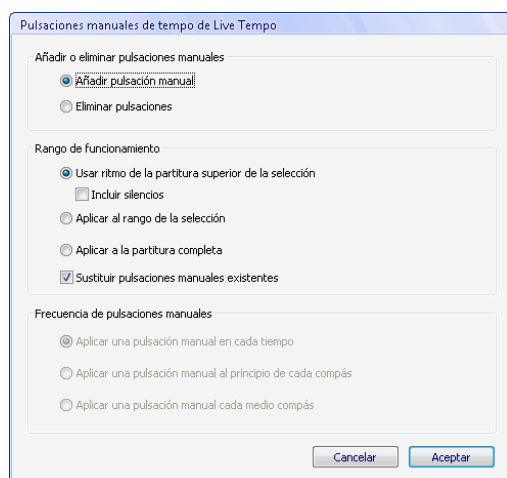 Pulsaciones manuales de tempo de Live Tempo
Añadir o eliminar pulsaciones manuales
Añadir pulsación manual
Eliminar pulsaciones
Rango de funcionamiento
Usar ritmo de la partitura superior de la selección
Incluir silencios
Aplicar al rango de la selección
Aplicar a la partitura completa
Sustituir pulsaciones manuales existentes
Frecuencia de pulsaciones manuales
Aplicar una pulsación manual en cada tiempo
Aplicar una pulsación manual al principio de cada compás
Aplicar una pulsación manual cada medio compás
Cancelar Aceptar